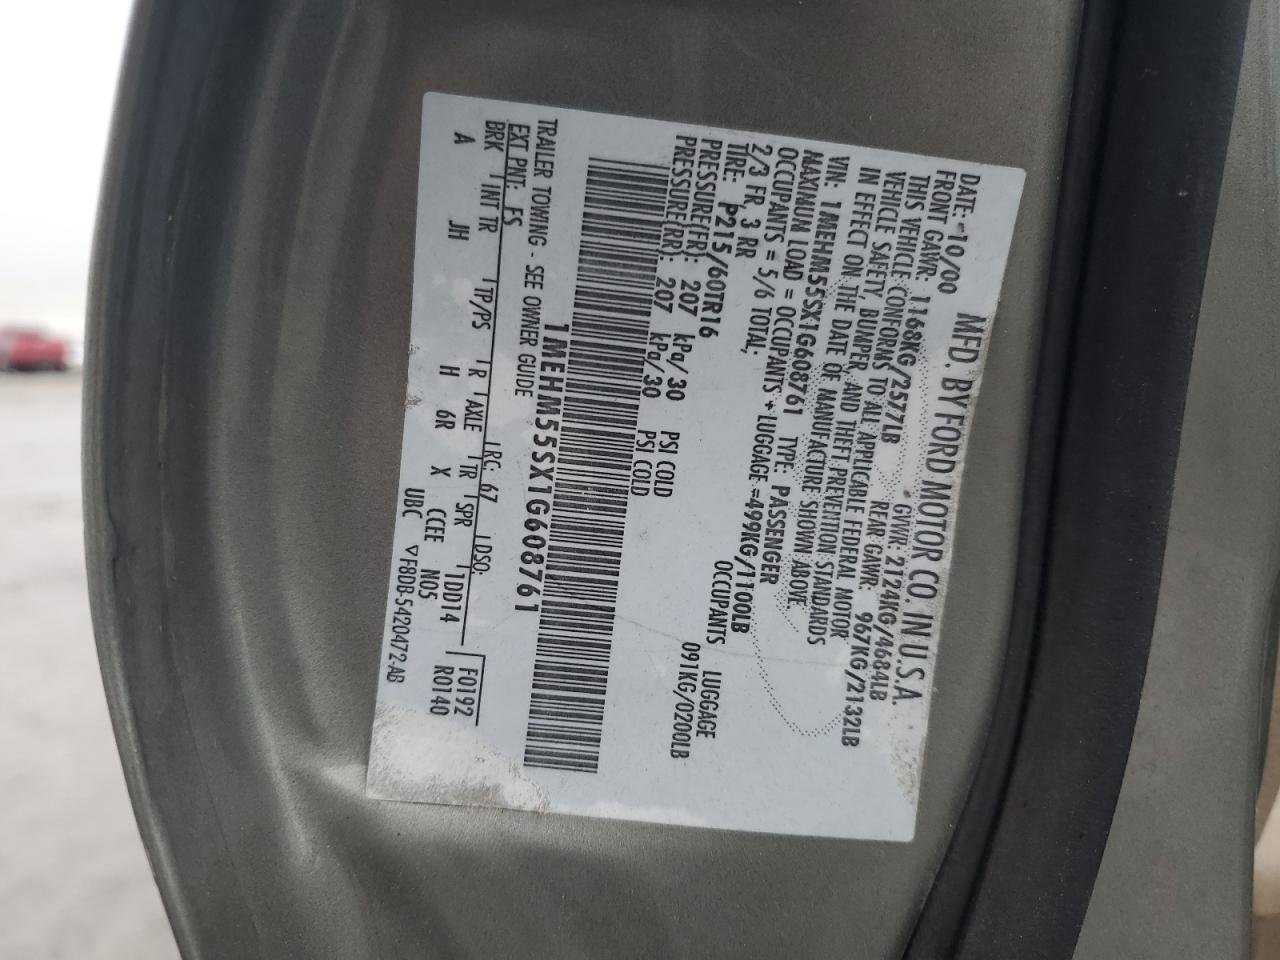 MFD. BY FORD MOTOR CO. IN U.S.A.
DATE: 10/00 GVWR: 2124KG/4684LB
FRONT GAWR: 1168KG/2577LB REAR GAWR: 967KG/2132LB
THIS VEHICLE CONFORMS TO ALL APPLICABLE FEDERAL MOTOR
VEHICLE SAFETY, BUMPER, AND THEFT PREVENTION STANDARDS
IN EFFECT ON THE DATE OF MANUFACTURE SHOWN ABOVE.
VIN: 1MEHM55SX1G608761 TYPE: PASSENGER
MAXIMUM LOAD = OCCUPANTS + LUGGAGE =499KG/1100LB
OCCUPANTS = 5/6 TOTAL, OCCUPANTS LUGGAGE
2/3 FR, 3 RR 091KG/0200LB
TIRE: P215/60TR16
PRESSURE(FR): 207 kPa/30 PSI COLD
PRESSURE(RR): 207 kPa/30 PSI COLD
1MEHM55SX1G608761
TRAILER TOWING - SEE OWNER GUIDE
EXT PNT: FS RC: 67 DSO: F0192
BRK INT TR TP/PS R AXLE TR SPR 1DD14 R0140
A JH H 6R X CCEE NO5
UBC F8DB-5420472-AB